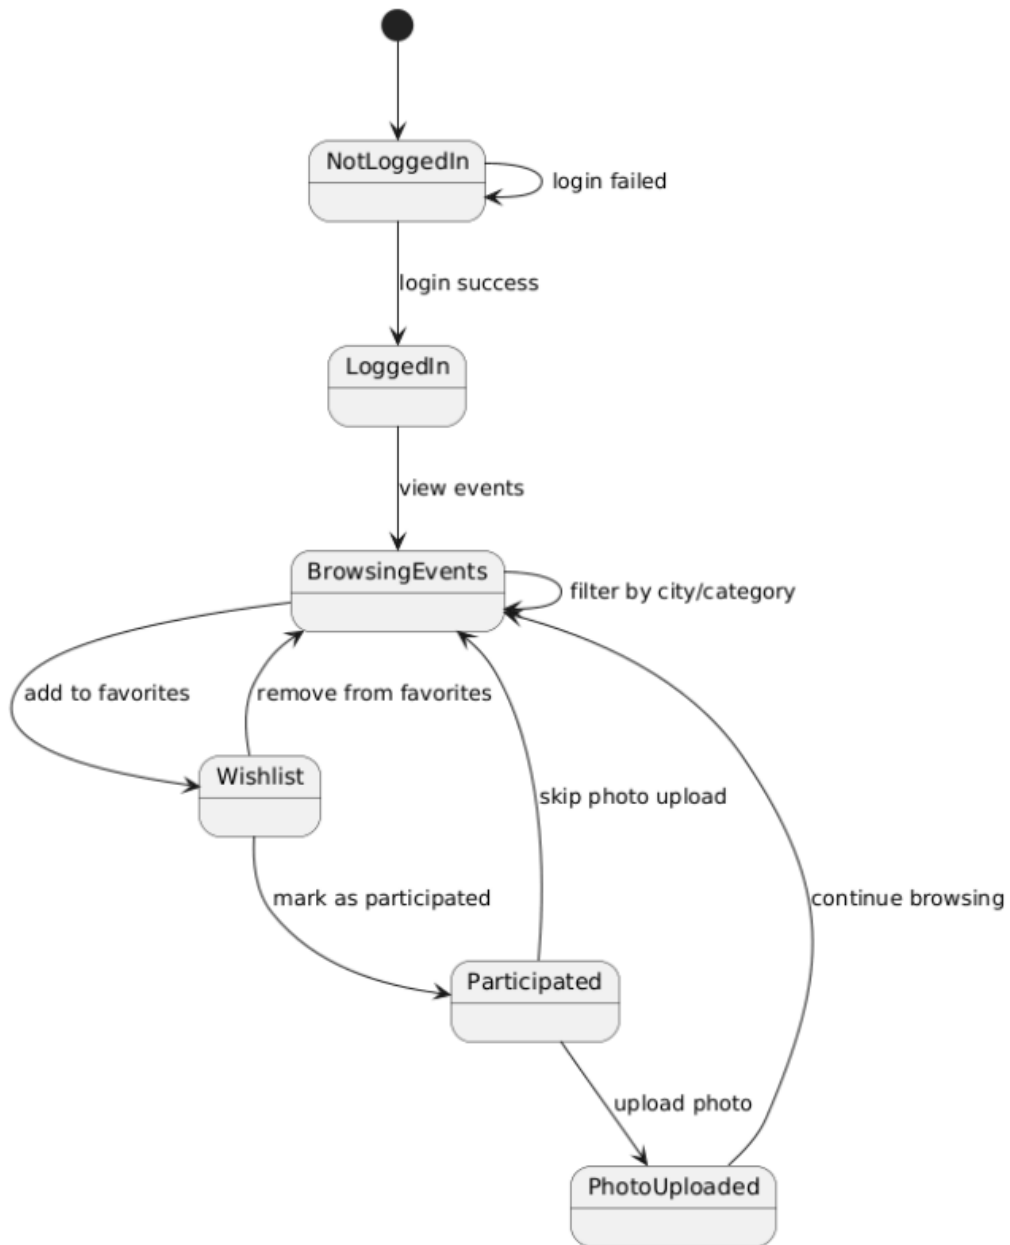 NotLoggedIn
login failed
login success
LoggedIn
view events
BrowsingEvents
filter by city/category
add to favorites
remove from favorites
Wishlist
skip photo upload
mark as participated
continue browsing
Participated
upload photo
PhotoUploaded